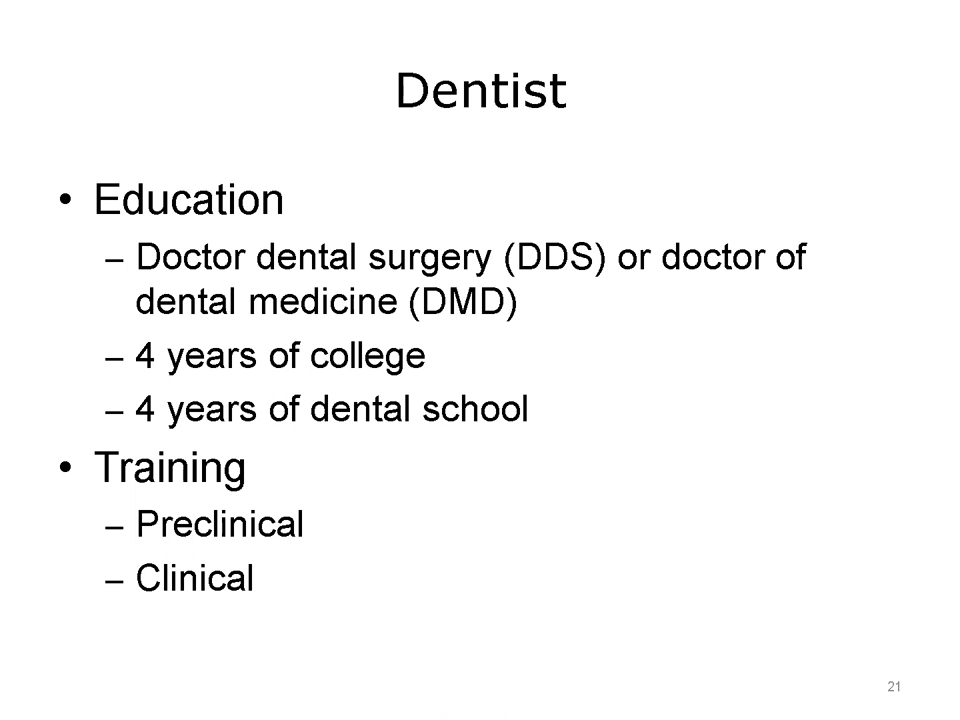 Dentist
• Education
– Doctor dental surgery (DDS) or doctor of
dental medicine (DMD)
– 4 years of college
– 4 years of dental school
• Training
– Preclinical
– Clinical
21